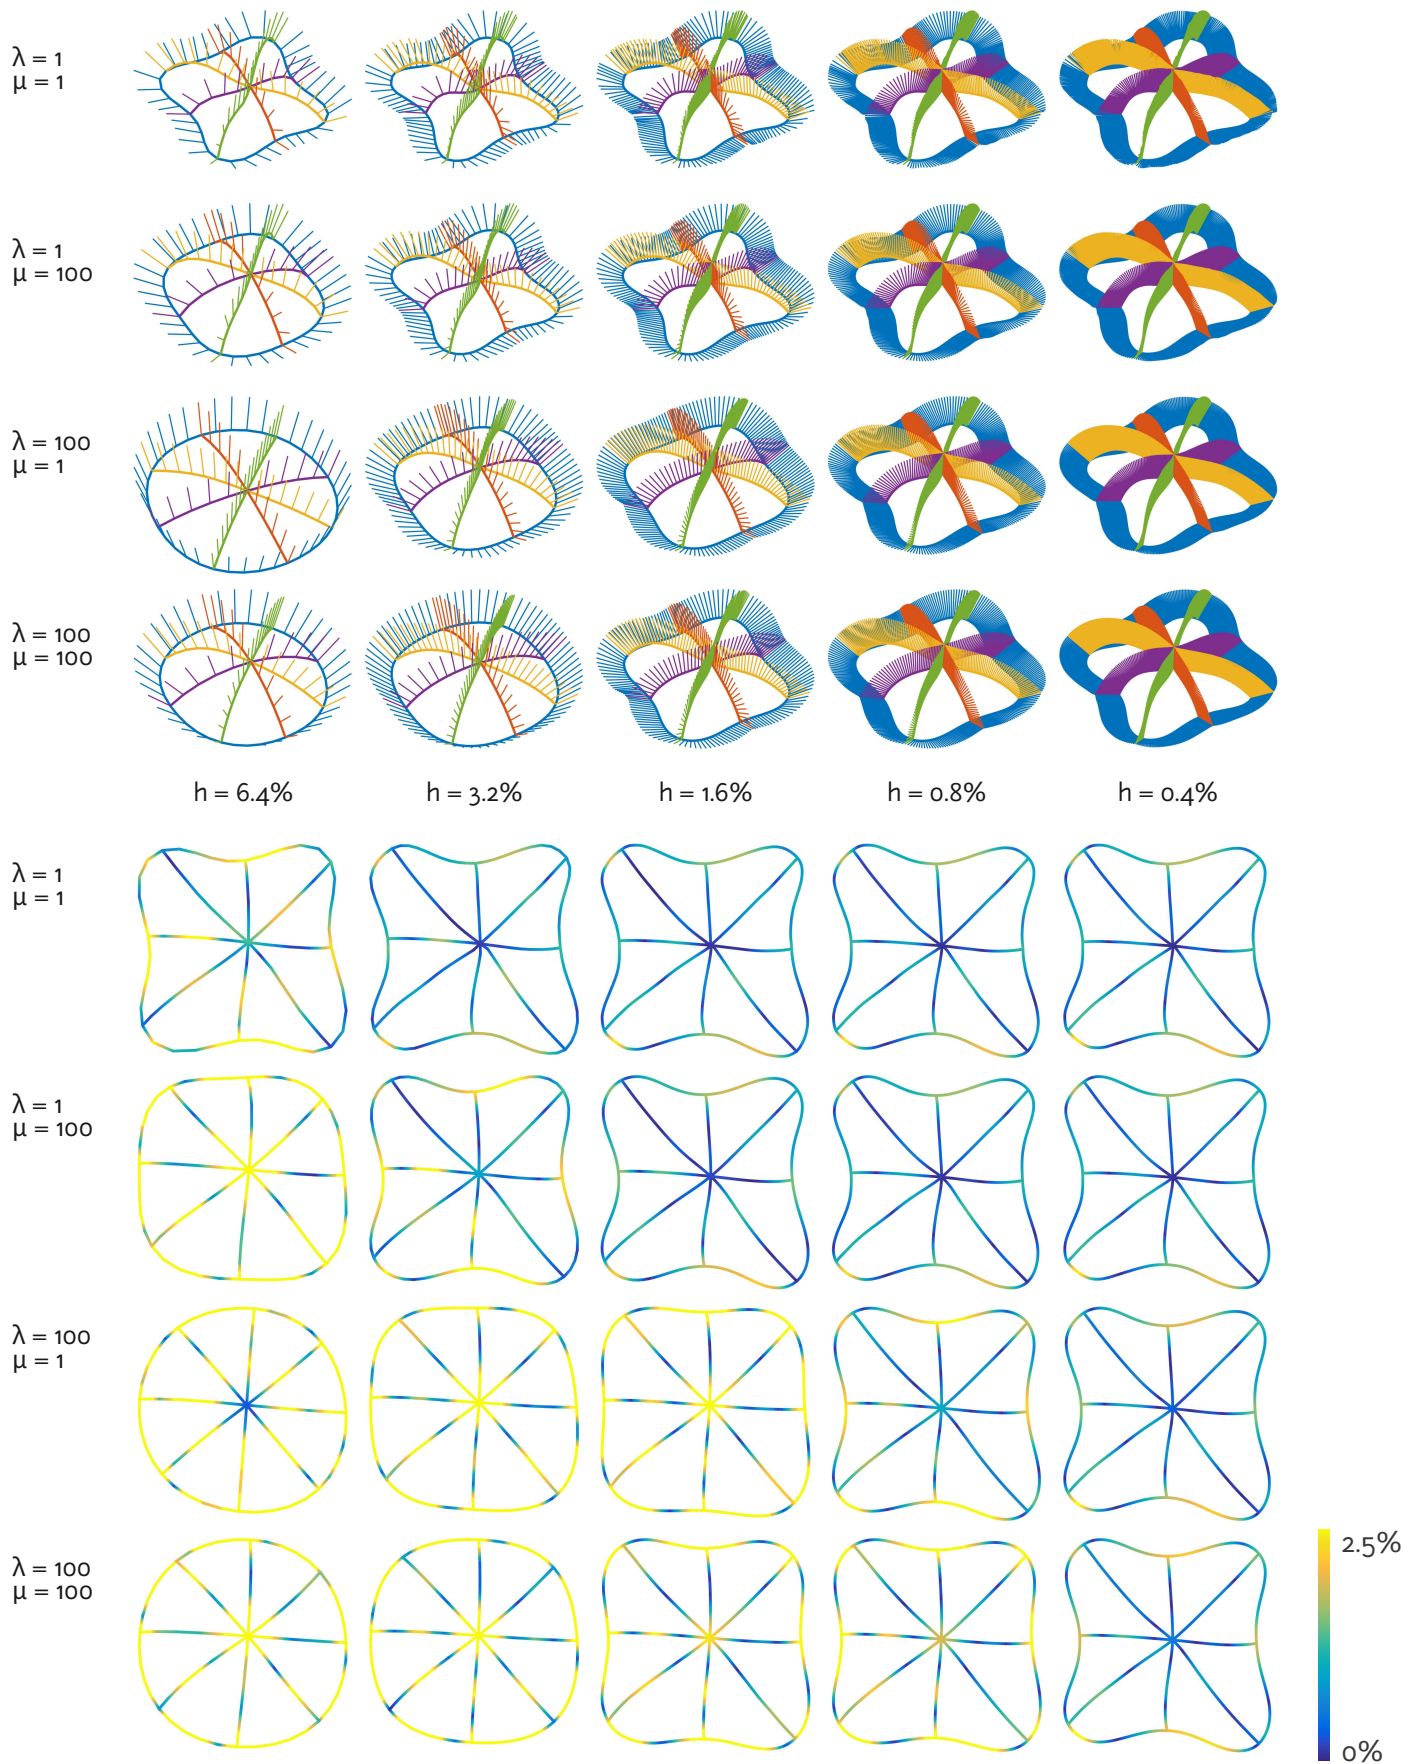 λ = 1
μ = 1
λ = 1
μ = 100
λ = 100
μ = 1
λ = 100
μ = 100
h = 6.4%
h = 3.2%
h = 1.6%
h = 0.8%
h = 0.4%
λ = 1
μ = 1
λ = 1
μ = 100
λ = 100
μ = 1
λ = 100
μ = 100
2.5%
0%